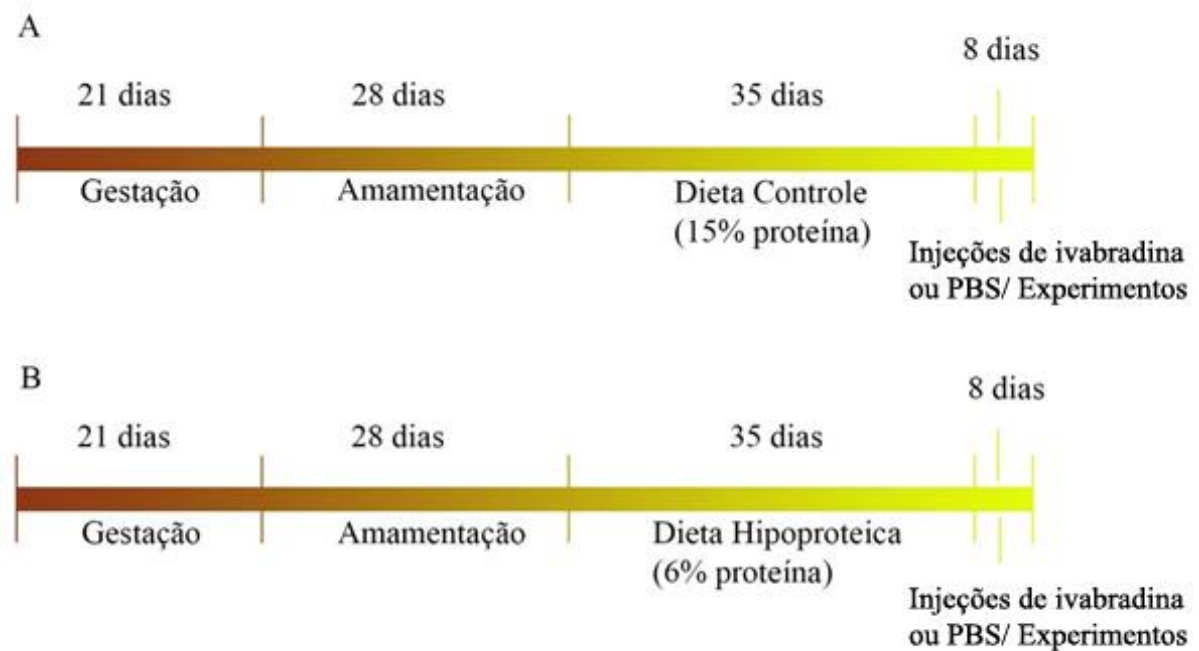 A
8 dias
21 dias
28 dias
35 dias
Gestação
Amamentação
Dieta Controle
(15% proteína)
Injeções de ivabradina
ou PBS/ Experimentos
B
8 dias
21 dias
28 dias
35 dias
Gestação
Amamentação
Dieta Hipoproteica
(6% proteína)
Injeções de ivabradina
ou PBS/ Experimentos